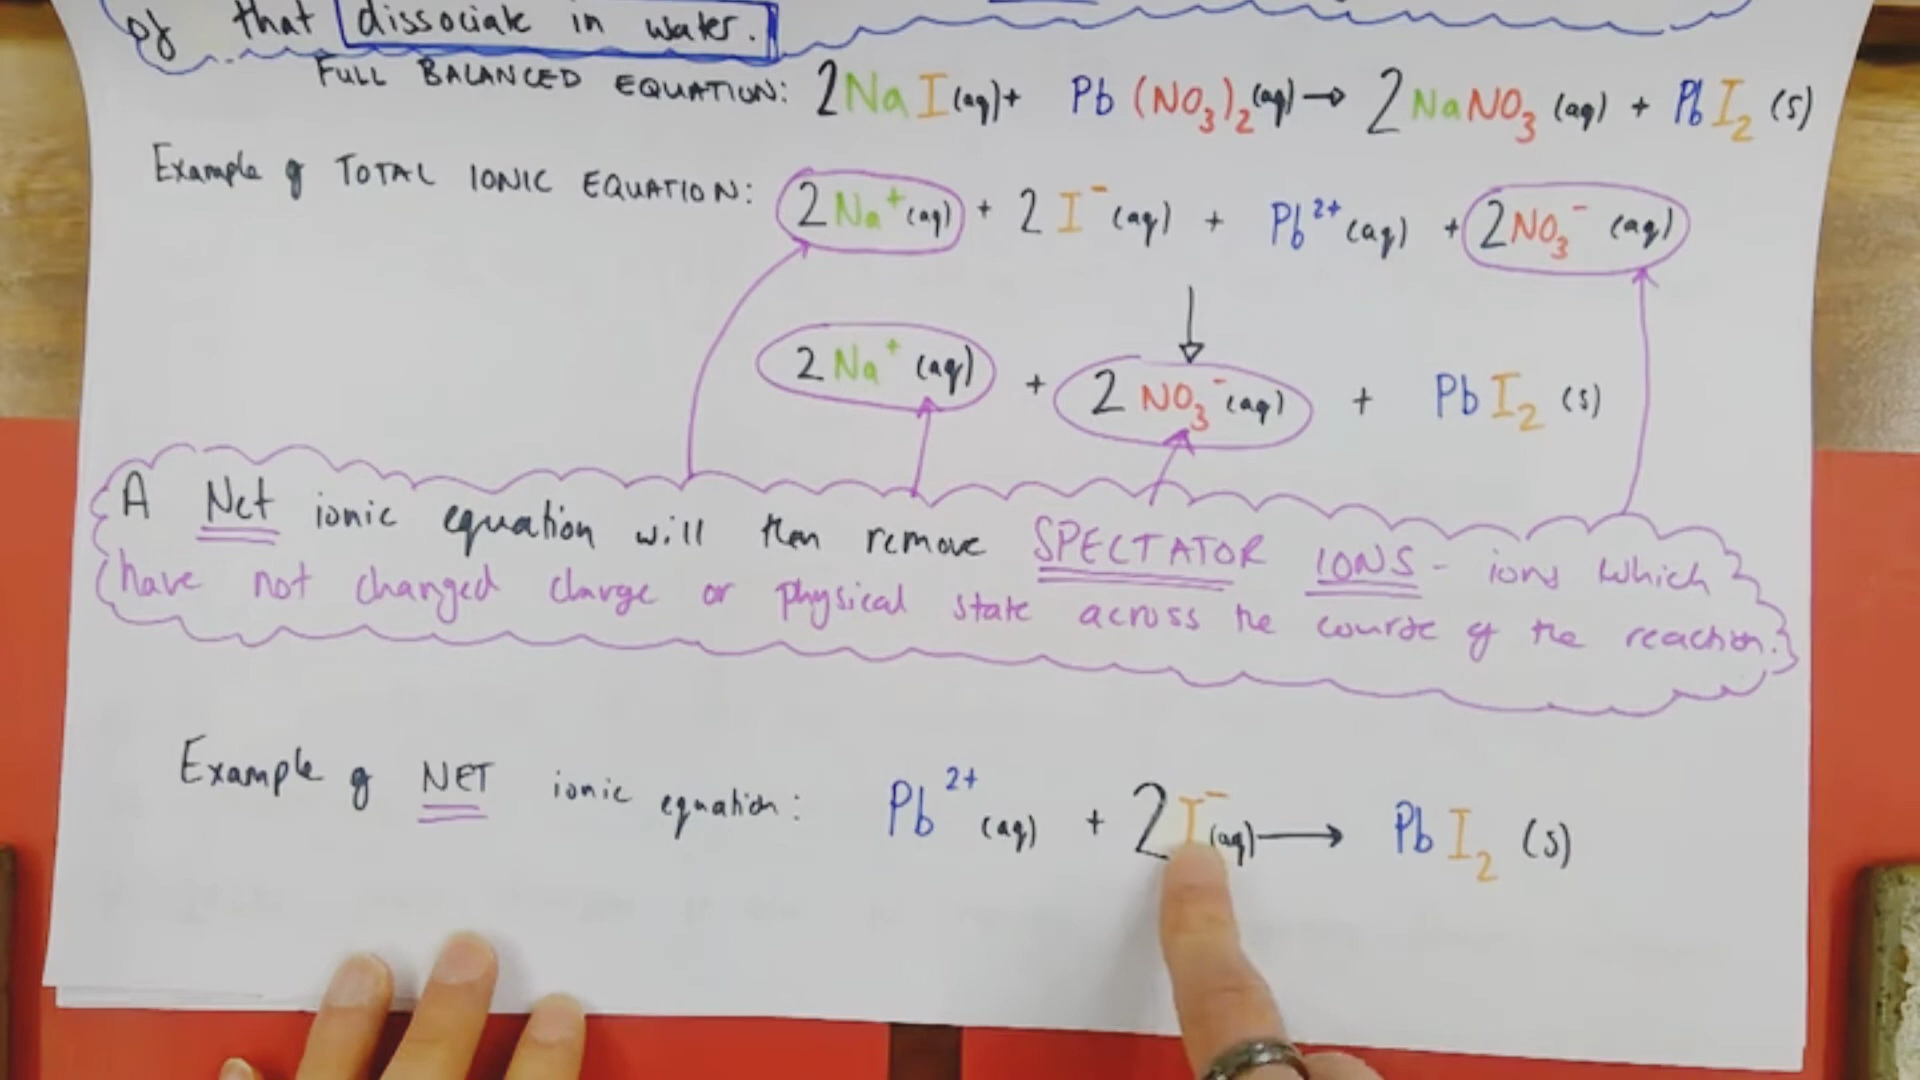 of that dissociate in water.
FULL BALANCED EQUATION: 2NaI(aq) + Pb(NO₃)₂(aq) → 2NaNO₃(aq) + PbI₂(s)
Example of TOTAL IONIC EQUATION: 2Na⁺(aq) + 2I⁻(aq) + Pb²⁺(aq) + 2NO₃⁻(aq)
↓
2Na⁺(aq) + 2NO₃⁻(aq) + PbI₂(s)
A Net ionic equation will then remove SPECTATOR IONS - ions which
have not changed charge or physical state across the course of the reaction.
Example of NET ionic equation: Pb²⁺(aq) + 2I⁻(aq) → PbI₂(s)